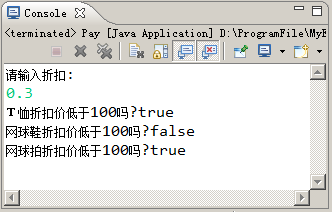 Console
<terminated> Pay [Java Application] D:\ProgramFile\MyE
请输入折扣:
0.3
T恤折扣价低于100吗?true
网球鞋折扣价低于100吗?false
网球拍折扣价低于100吗?true